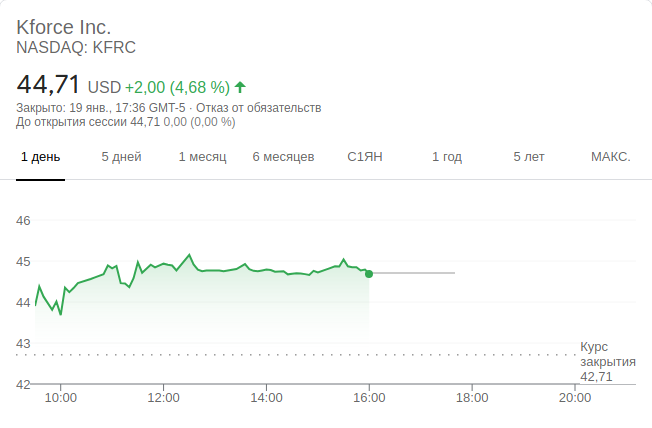 Kforce Inc.
NASDAQ: KFRC
44,71 USD +2,00 (4,68 %)
Закрыто: 19 янв., 17:36 GMT-5 · Отказ от обязательств
До открытия сессии 44,71 0,00 (0,00 %)
1 день 5 дней 1 месяц 6 месяцев С1ЯН 1 год 5 лет МАКС.
46
45
44
43
Курс
закрытия
42,71
42
10:00 12:00 14:00 16:00 18:00 20:00